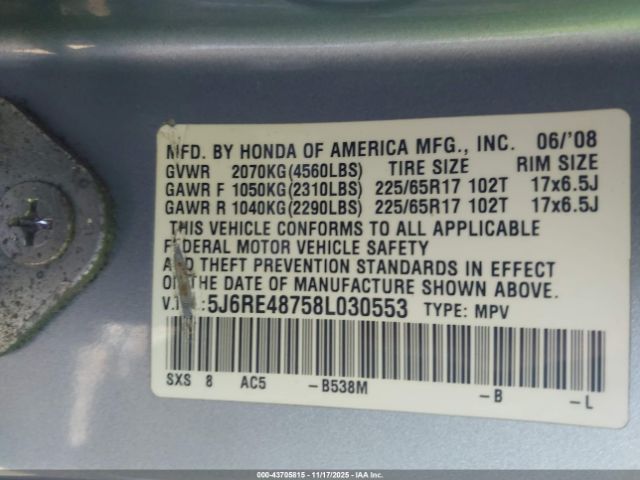 MFD. BY HONDA OF AMERICA MFG., INC. 06/'08
GVWR 2070KG(4560LBS) TIRE SIZE RIM SIZE
GAWR F 1050KG(2310LBS) 225/65R17 102T 17x6.5J
GAWR R 1040KG(2290LBS) 225/65R17 102T 17x6.5J
THIS VEHICLE CONFORMS TO ALL APPLICABLE
FEDERAL MOTOR VEHICLE SAFETY
AND THEFT PREVENTION STANDARDS IN EFFECT
ON THE DATE OF MANUFACTURE SHOWN ABOVE.
5J6RE48758L030553 TYPE: MPV
SXS 8 AC5 -B538M -B -L
000-43705815 - 11/17/2025 - IAAI.COM